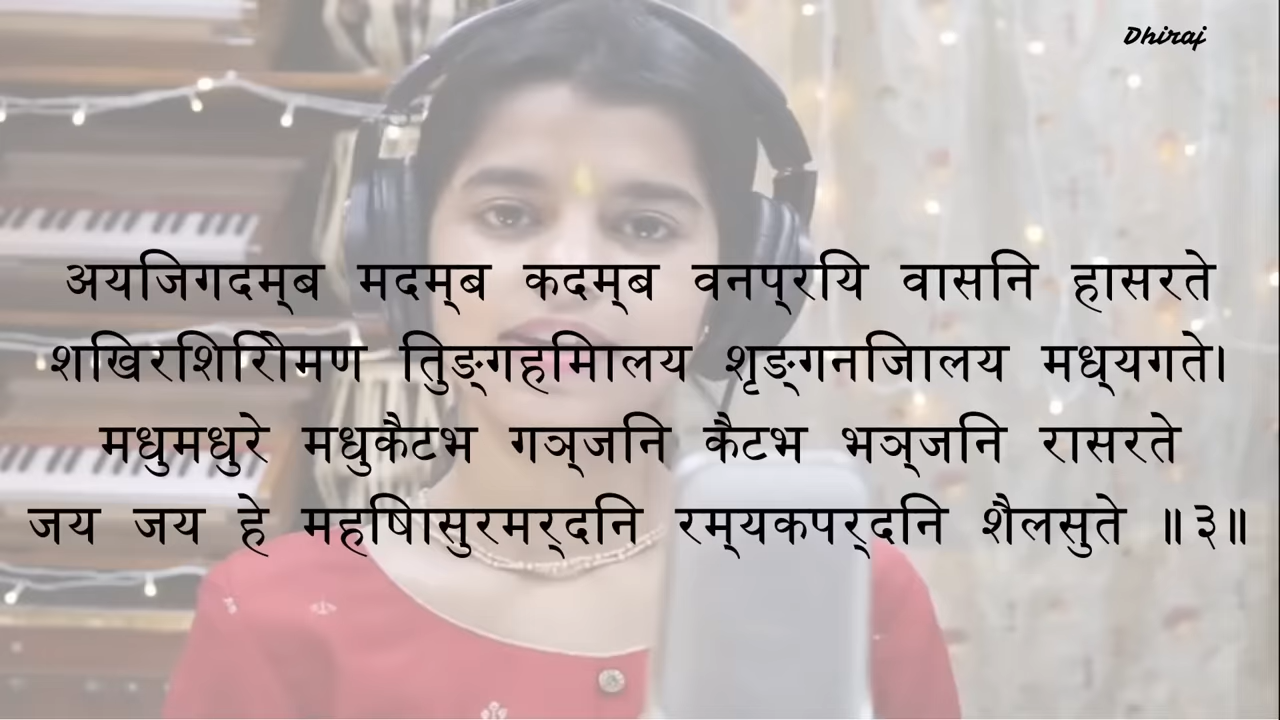 Dhiraj
अयजिगदम्‌ब मदम्‌ब कदम्‌ब वनप्‌रयि वासनि हासरते
शखिरशिरिोमण तुिङ्‌गहमिालय शृङ्‌गनजिालय मध्‌यगते।
मधुमधुरे मधुकैटभ गञ्‌जनि कैटभ भञ्‌जनि रासरते
जय जय हे महषिासुरमर्‌दनि रम्‌यकपर्‌दनि शैलसुते ॥३॥